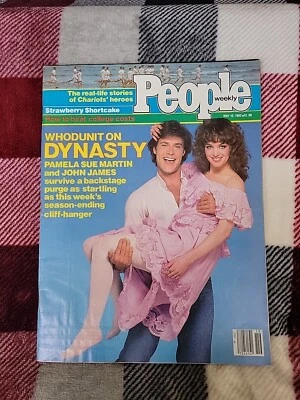 The real-life stories
of Chariots' heroes
Strawberry Shortcake
How to beat college costs
People
weekly
WHODUNIT ON
DYNASTY
PAMELA SUE MARTIN
and JOHN JAMES
survive a backstage
purge as startling
as this week's
season-ending
cliff-hanger